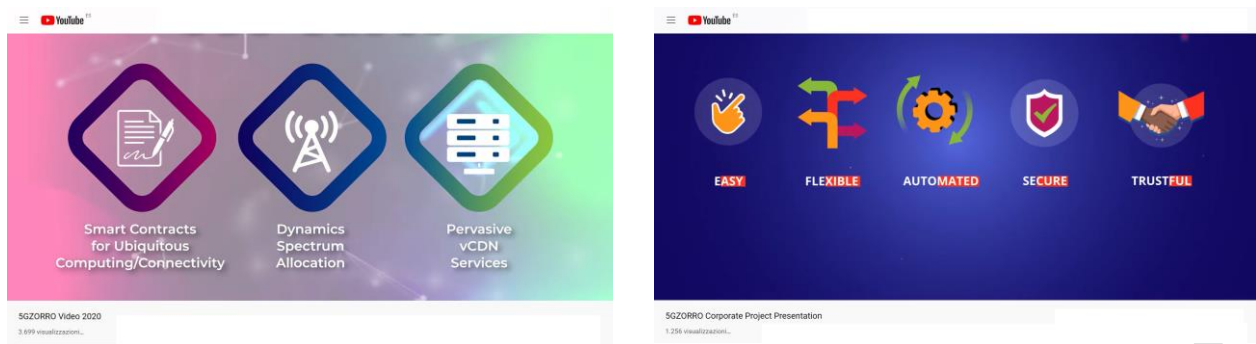 YouTube
Smart Contracts
for Ubiquitous
Computing/Connectivity
Dynamics
Spectrum
Allocation
Pervasive
vCDN
Services
5GZORRO Video 2020
3.699 visualizzazioni...
YouTube
EASY
FLEXIBLE
AUTOMATED
SECURE
TRUSTFUL
5GZORRO Corporate Project Presentation
1.256 visualizzazioni...